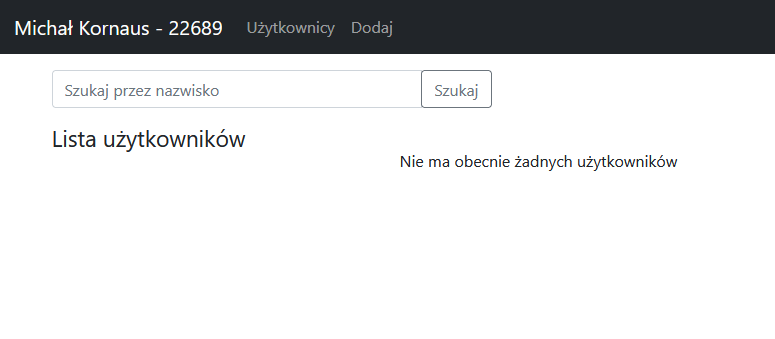 Michał Kornaus - 22689 Użytkownicy Dodaj
Szukaj przez nazwisko Szukaj
Lista użytkowników
Nie ma obecnie żadnych użytkowników